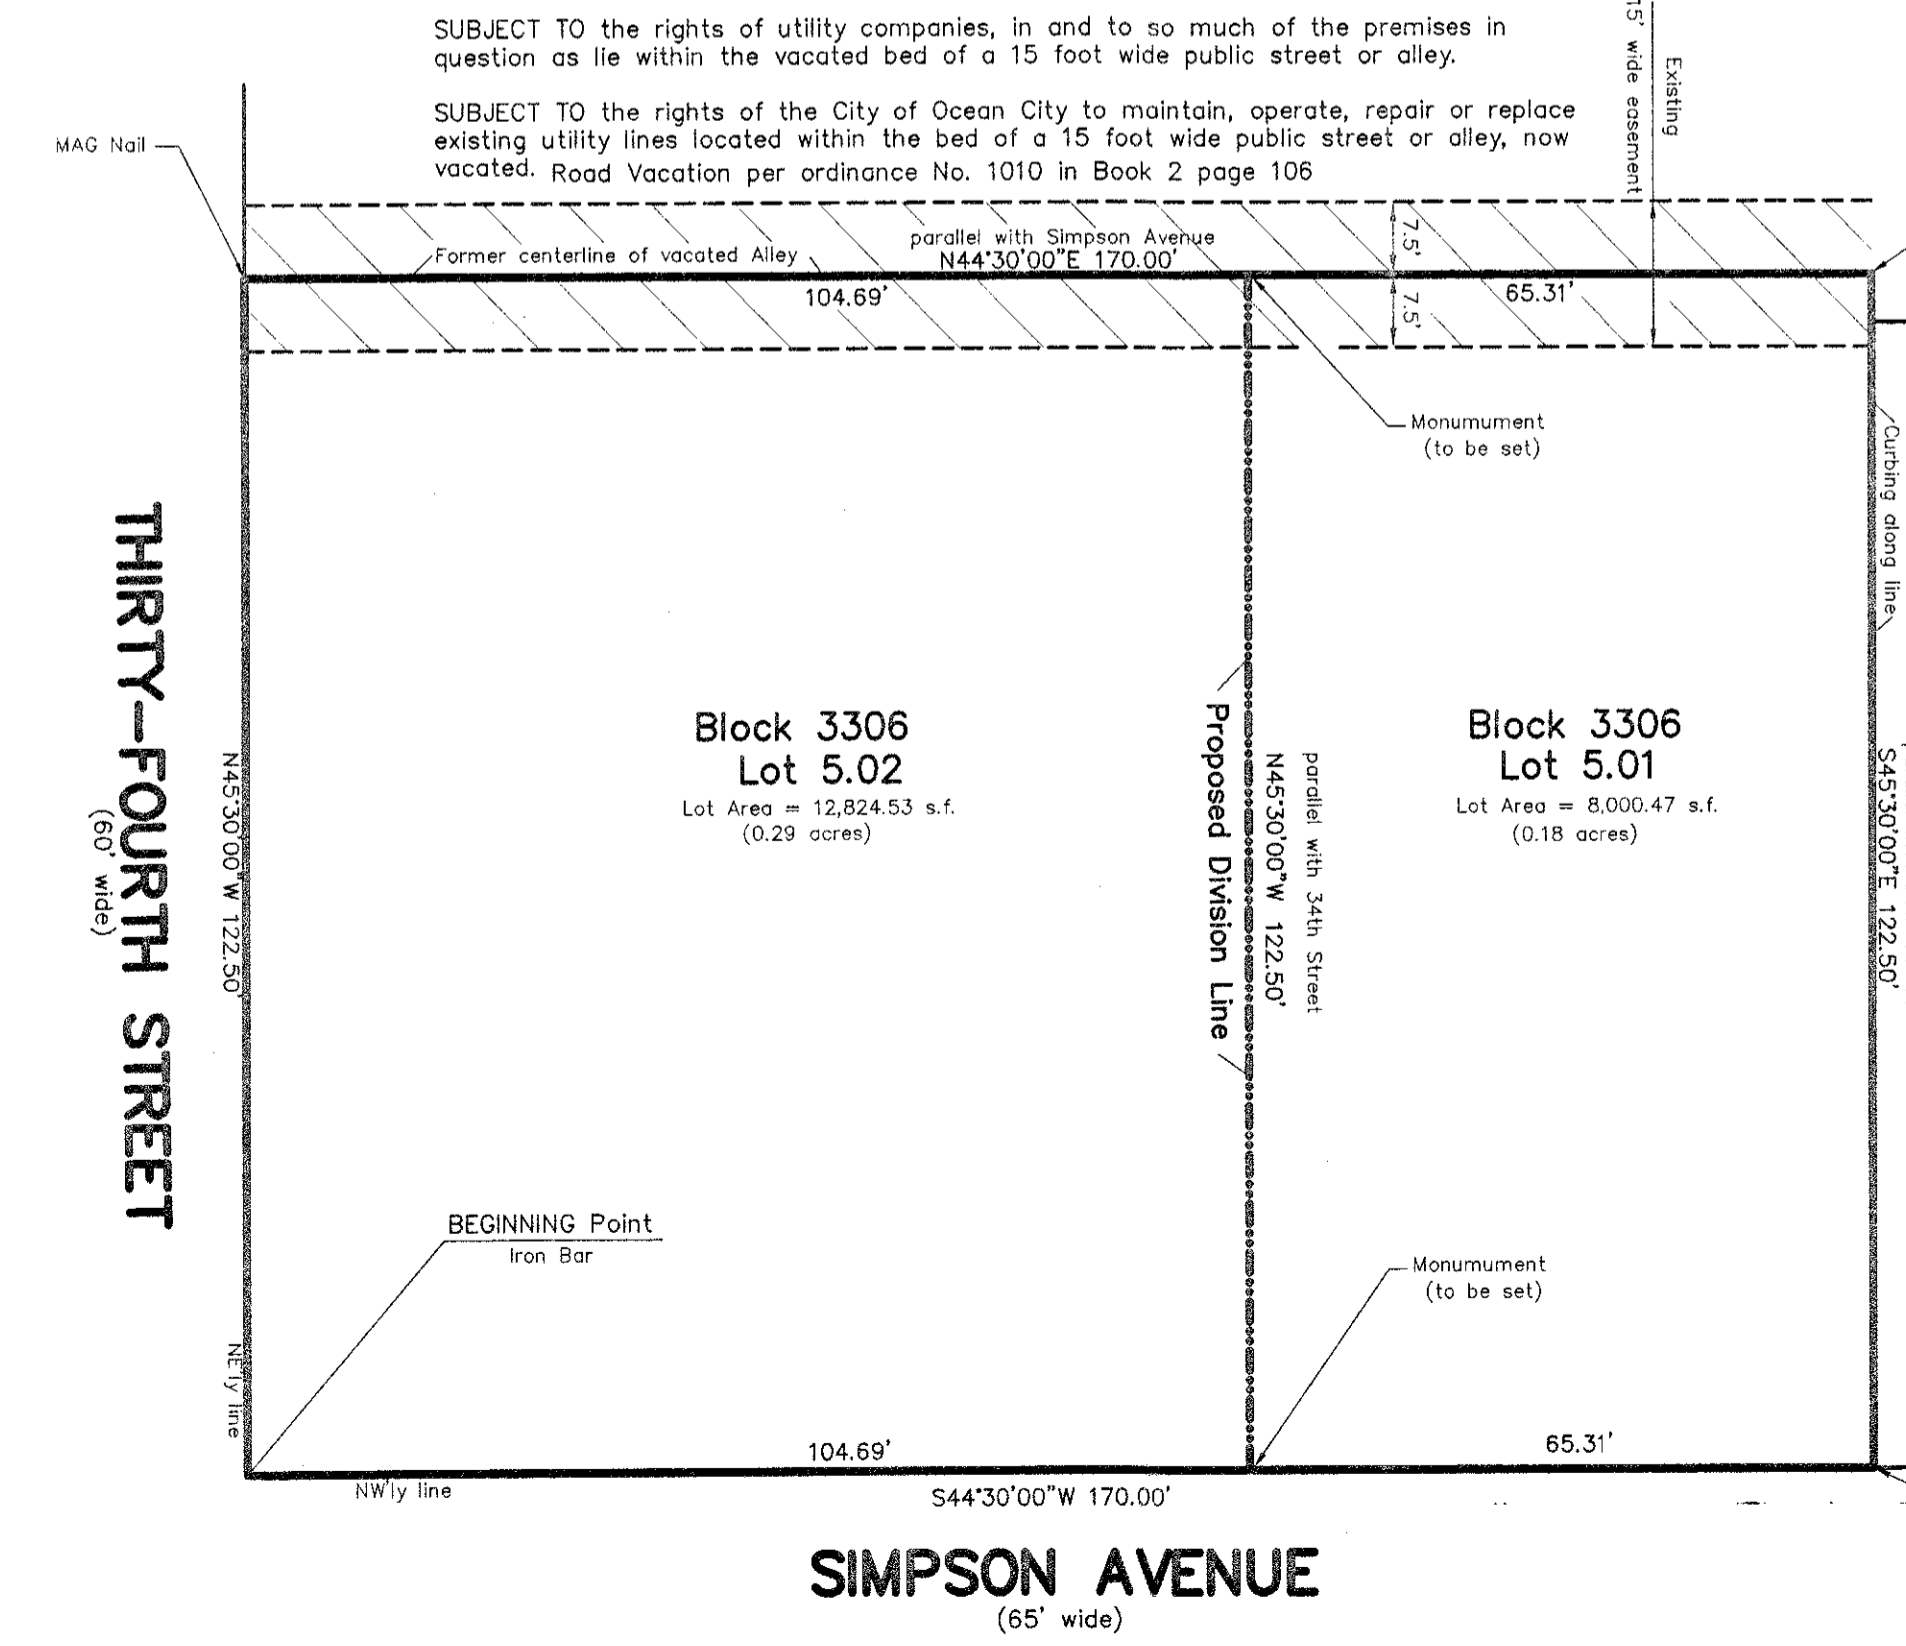 SUBJECT TO the rights of utility companies, in and to so much of the premises in
question as lie within the vacated bed of a 15 foot wide public street or alley.
SUBJECT TO the rights of the City of Ocean City to maintain, operate, repair or replace
existing utility lines located within the bed of a 15 foot wide public street or alley, now
vacated. Road Vacation per ordinance No. 1010 in Book 2 page 106
15' wide easement
Existing
MAG Nail
Former centerline of vacated Alley
parallel with Simpson Avenue
N44°30'00"E 170.00'
7.5'
104.69'
65.31'
7.5'
Monumument
(to be set)
Curbing along line
THIRTY-FOURTH STREET
(60' wide)
N45°30'00"W 122.50'
NE'ly line
Block 3306
Lot 5.02
Lot Area = 12,824.53 s.f.
(0.29 acres)
Proposed Division Line
N45°30'00"W 122.50'
parallel with 34th Street
Block 3306
Lot 5.01
Lot Area = 8,000.47 s.f.
(0.18 acres)
S45°30'00"E 122.50'
BEGINNING Point
Iron Bar
Monumument
(to be set)
104.69'
65.31'
NW'ly line
S44°30'00"W 170.00'
SIMPSON AVENUE
(65' wide)